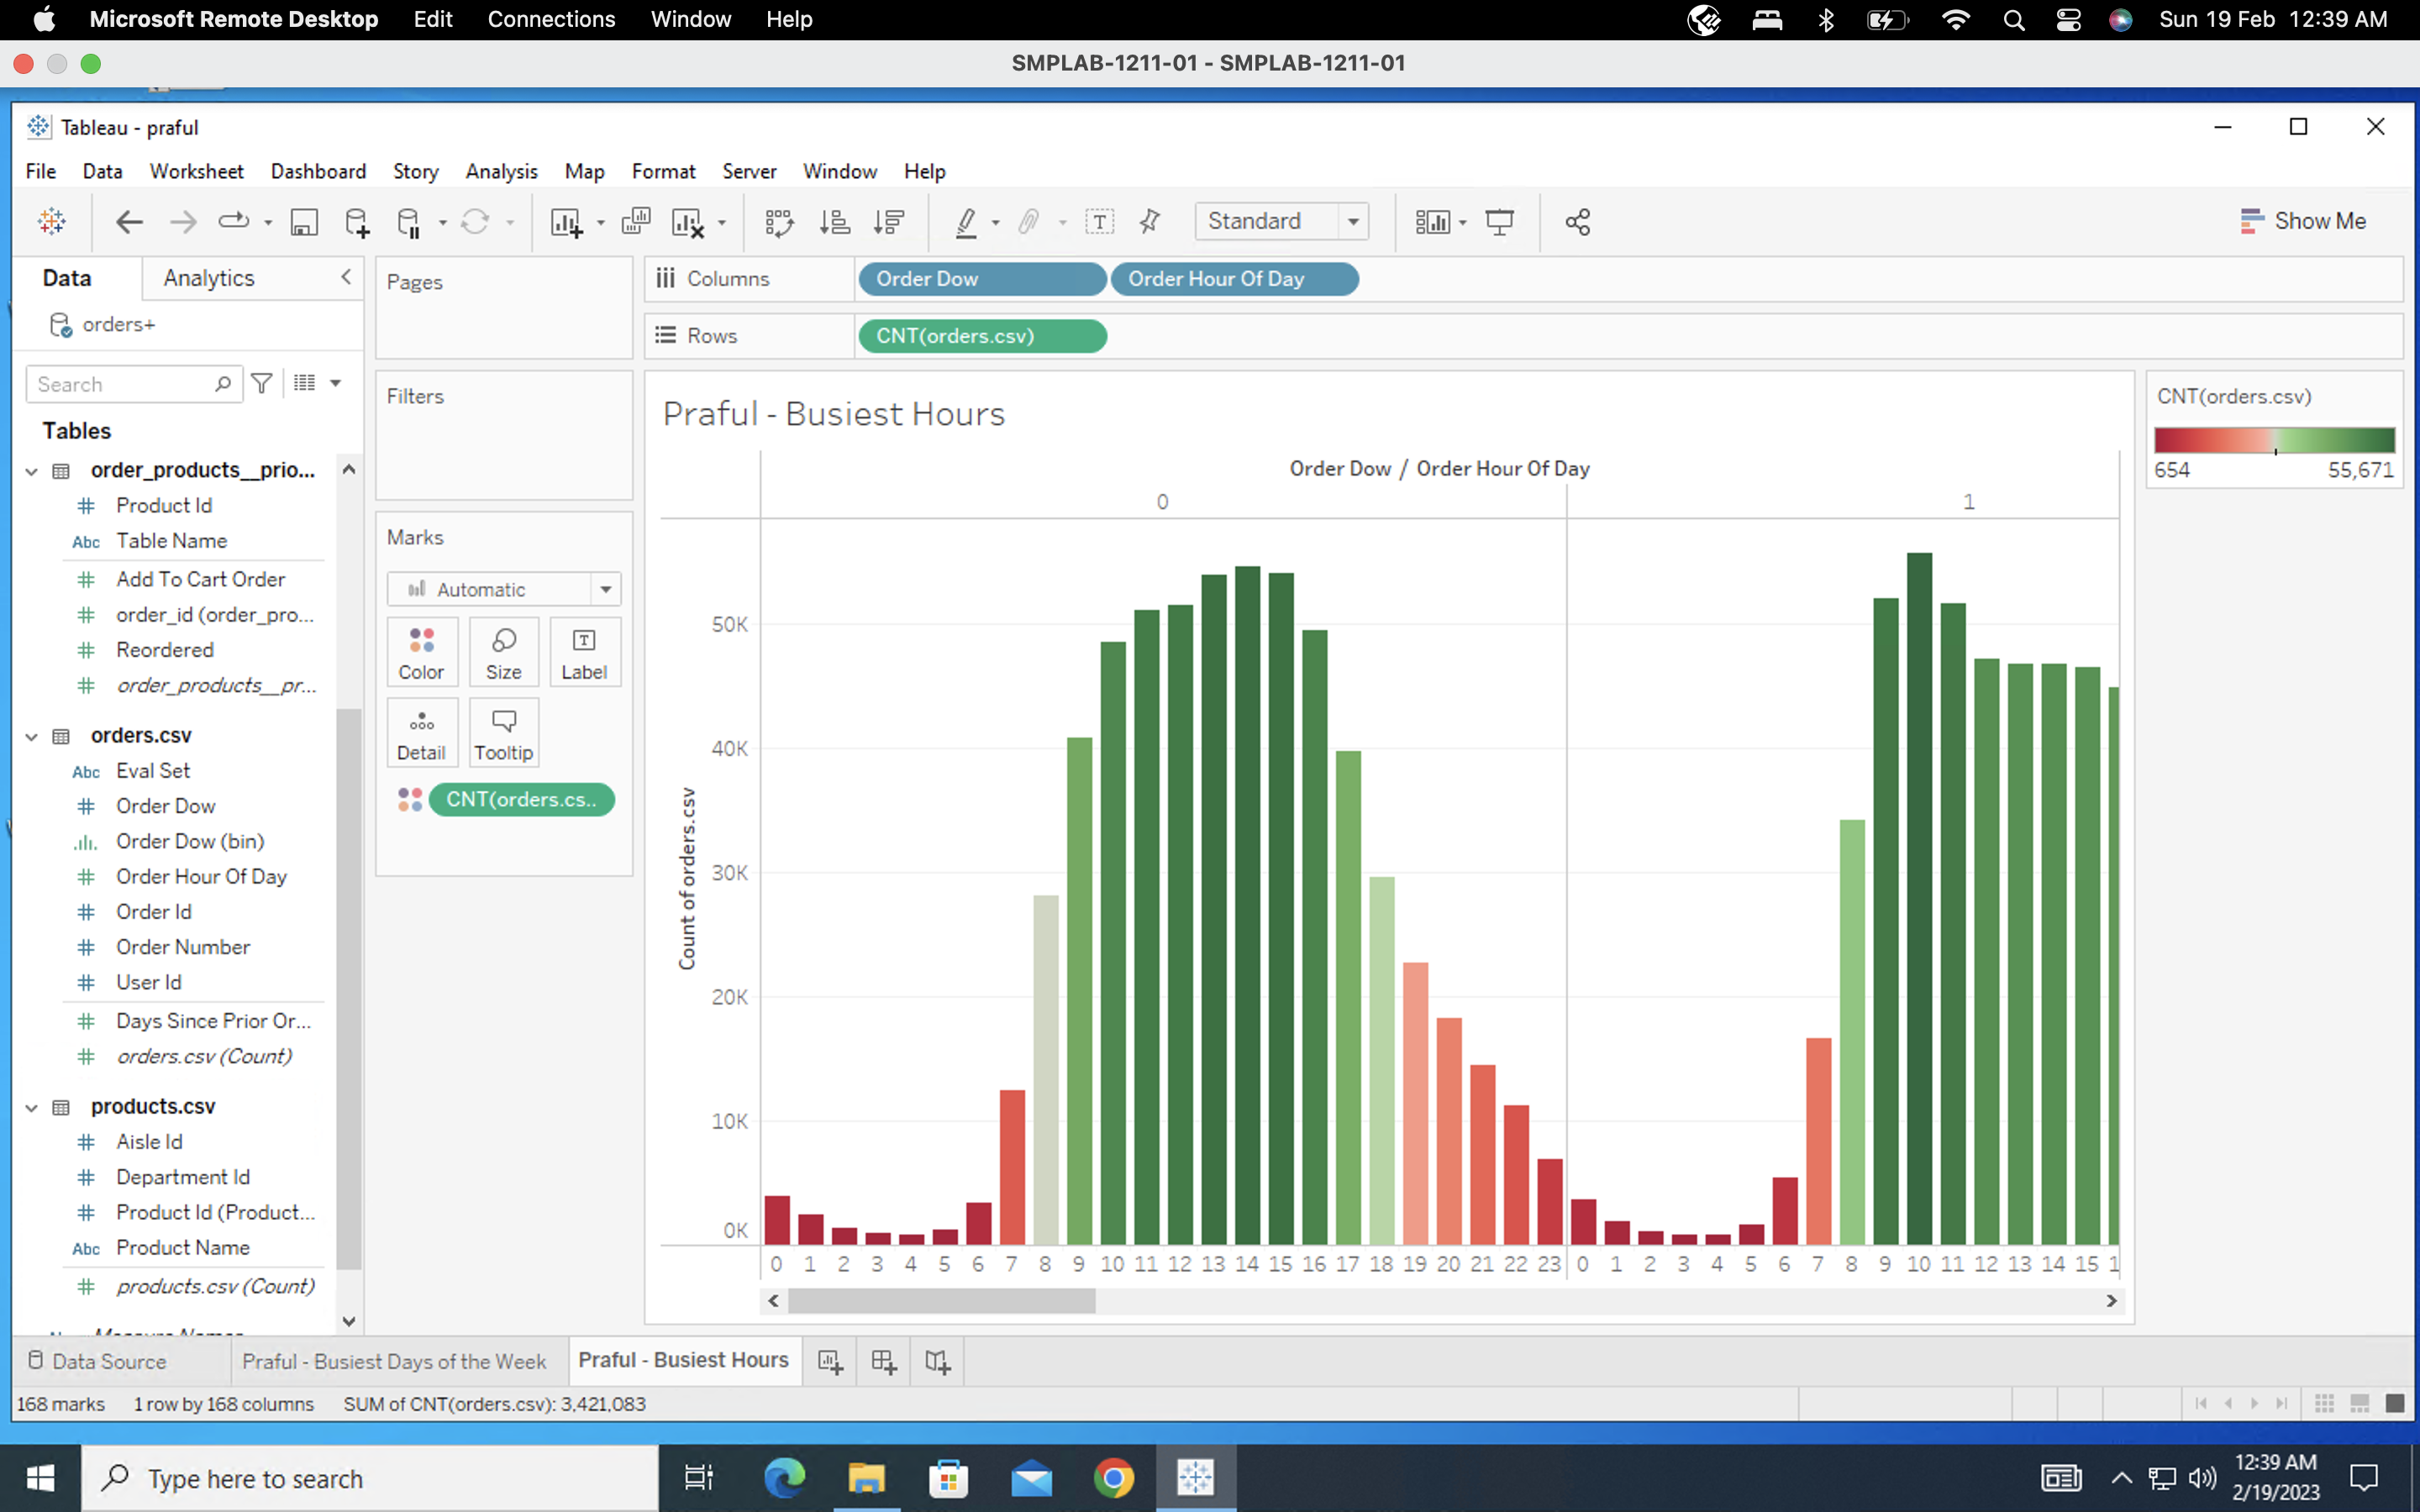 Microsoft Remote Desktop Edit Connections Window Help Sun 19 Feb 12:39 AM
SMPLAB-1211-01 - SMPLAB-1211-01
Tableau - praful
File Data Worksheet Dashboard Story Analysis Map Format Server Window Help
Standard
Show Me
Data Analytics
orders+
Search
Tables
order_products__prio...
Product Id
Abc Table Name
Add To Cart Order
order_id (order_pro...
Reordered
order_products__pr...
orders.csv
Abc Eval Set
Order Dow
Order Dow (bin)
Order Hour Of Day
Order Id
Order Number
User Id
Days Since Prior Or...
orders.csv (Count)
products.csv
Aisle Id
Department Id
Product Id (Product...
Abc Product Name
products.csv (Count)
Pages
Filters
Marks
Automatic
Color Size Label
Detail Tooltip
CNT(orders.cs..
Columns Order Dow Order Hour Of Day
Rows CNT(orders.csv)
Praful - Busiest Hours
Order Dow / Order Hour Of Day
0 1
Count of orders.csv
50K
40K
30K
20K
10K
0K
0 1 2 3 4 5 6 7 8 9 10 11 12 13 14 15 16 17 18 19 20 21 22 23 0 1 2 3 4 5 6 7 8 9 10 11 12 13 14 15 1
CNT(orders.csv)
654 55,671
Data Source Praful - Busiest Days of the Week Praful - Busiest Hours
168 marks 1 row by 168 columns SUM of CNT(orders.csv): 3,421,083
Type here to search
12:39 AM
2/19/2023